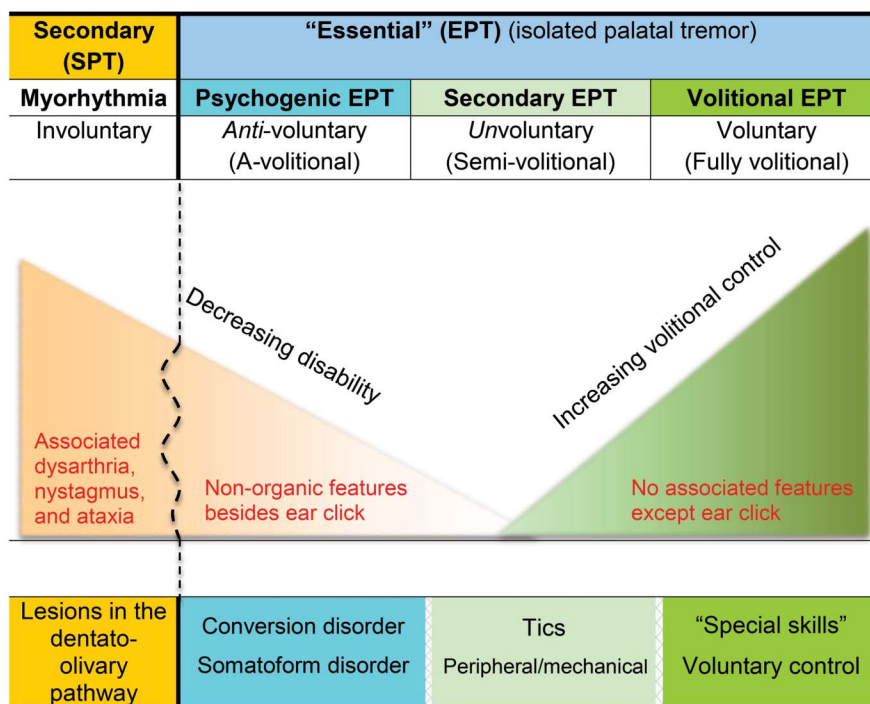 Secondary
(SPT)
"Essential" (EPT) (isolated palatal tremor)
Myorhythmia
Psychogenic EPT
Secondary EPT
Volitional EPT
Involuntary
Anti-voluntary
(A-volitional)
Unvoluntary
(Semi-volitional)
Voluntary
(Fully volitional)
Decreasing disability
Increasing volitional control
Associated
dysarthria,
nystagmus,
and ataxia
Non-organic features
besides ear click
No associated features
except ear click
Lesions in the
dentato-
olivary
pathway
Conversion disorder
Somatoform disorder
Tics
Peripheral/mechanical
"Special skills"
Voluntary control